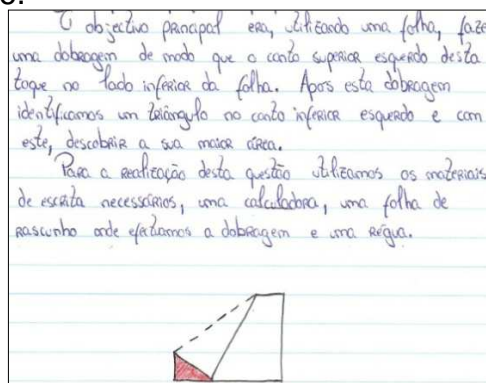 O objectivo principal era, utilizando uma folha, faze
uma dobragem de modo que o canto superior esquerdo desta
toque no lado inferior da folha. Apos esta dobragem
identificamos um triângulo no canto inferior esquerdo e com
este, descobrir a sua maior área.
Para a realização desta questão utilizamos os materiais
de escrita necessários, uma calculadora, uma folha de
rascunho onde efectuamos a dobragem e uma régua.